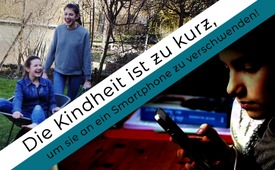 Die Kindheit ist zu kurz,
um sie an ein Smartphone zu verschwenden!